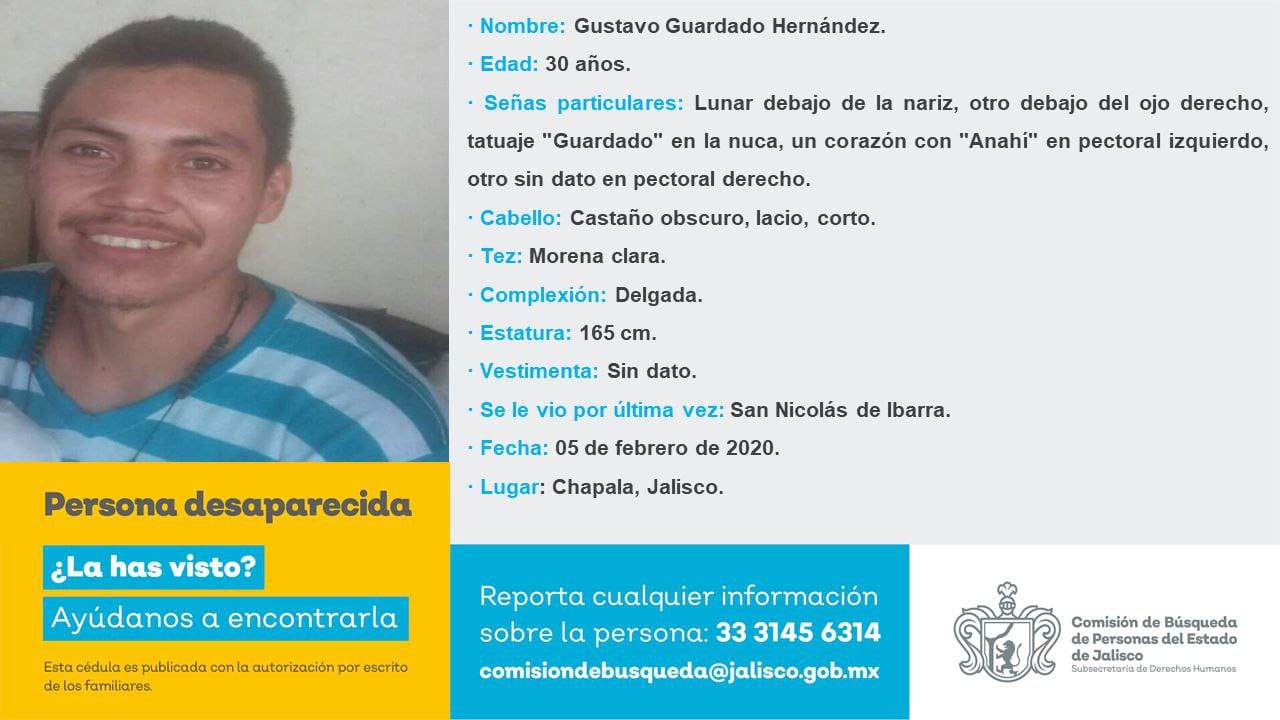 · Nombre: Gustavo Guardado Hernández.
· Edad: 30 años.
· Señas particulares: Lunar debajo de la nariz, otro debajo del ojo derecho,
tatuaje "Guardado" en la nuca, un corazón con "Anahí" en pectoral izquierdo,
otro sin dato en pectoral derecho.
· Cabello: Castaño obscuro, lacio, corto.
· Tez: Morena clara.
· Complexión: Delgada.
· Estatura: 165 cm.
· Vestimenta: Sin dato.
· Se le vio por última vez: San Nicolás de Ibarra.
· Fecha: 05 de febrero de 2020.
· Lugar: Chapala, Jalisco.
Persona desaparecida
¿La has visto?
Ayúdanos a encontrarla
Esta cédula es publicada con la autorización por escrito
de los familiares.
Reporta cualquier información
sobre la persona: 33 3145 6314
comisiondebusqueda@jalisco.gob.mx
Comisión de Búsqueda
de Personas del Estado
de Jalisco
Subsecretaría de Derechos Humanos